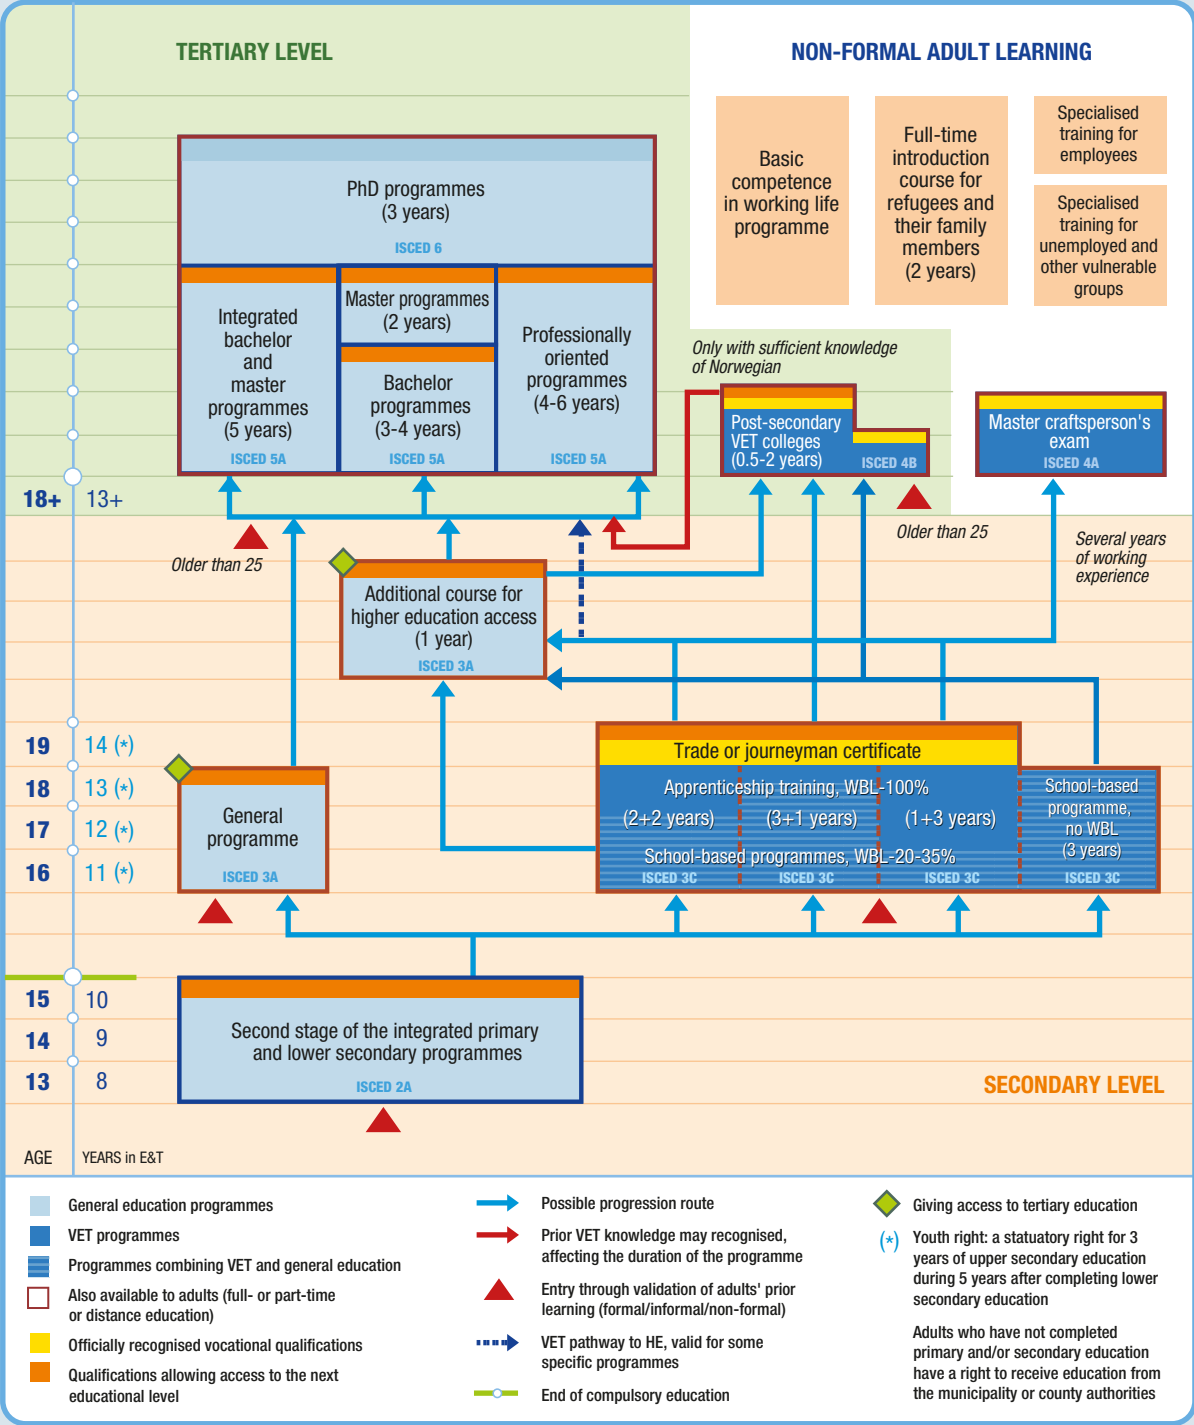 TERTIARY LEVEL
NON-FORMAL ADULT LEARNING
Basic
competence
in working life
programme
Full-time
introduction
course for
refugees and
their family
members
(2 years)
Specialised
training for
employees
Specialised
training for
unemployed and
other vulnerable
groups
PhD programmes
(3 years)
ISCED 6
Integrated
bachelor
and
master
programmes
(5 years)
ISCED 5A
Master programmes
(2 years)
Bachelor
programmes
(3-4 years)
ISCED 5A
Professionally
oriented
programmes
(4-6 years)
ISCED 5A
Only with sufficient knowledge
of Norwegian
Post-secondary
VET colleges
(0.5-2 years)
ISCED 4B
Master craftsperson's
exam
ISCED 4A
18+ 13+
Older than 25
Older than 25
Several years
of working
experience
Additional course for
higher education access
(1 year)
ISCED 3A
19 14 (*)
18 13 (*)
17 12 (*)
16 11 (*)
General
programme
ISCED 3A
Trade or journeyman certificate
Apprenticeship training, WBL-100%
(2+2 years) (3+1 years) (1+3 years)
School-based programmes, WBL-20-35%
ISCED 3C ISCED 3C ISCED 3C
School-based
programme,
no WBL
(3 years)
ISCED 3C
15 10
14 9
13 8
Second stage of the integrated primary
and lower secondary programmes
ISCED 2A
SECONDARY LEVEL
AGE YEARS in E&T
General education programmes
VET programmes
Programmes combining VET and general education
Also available to adults (full- or part-time
or distance education)
Officially recognised vocational qualifications
Qualifications allowing access to the next
educational level
Possible progression route
Prior VET knowledge may recognised,
affecting the duration of the programme
Entry through validation of adults' prior
learning (formal/informal/non-formal)
VET pathway to HE, valid for some
specific programmes
End of compulsory education
Giving access to tertiary education
(*) Youth right: a statuatory right for 3
years of upper secondary education
during 5 years after completing lower
secondary education
Adults who have not completed
primary and/or secondary education
have a right to receive education from
the municipality or county authorities